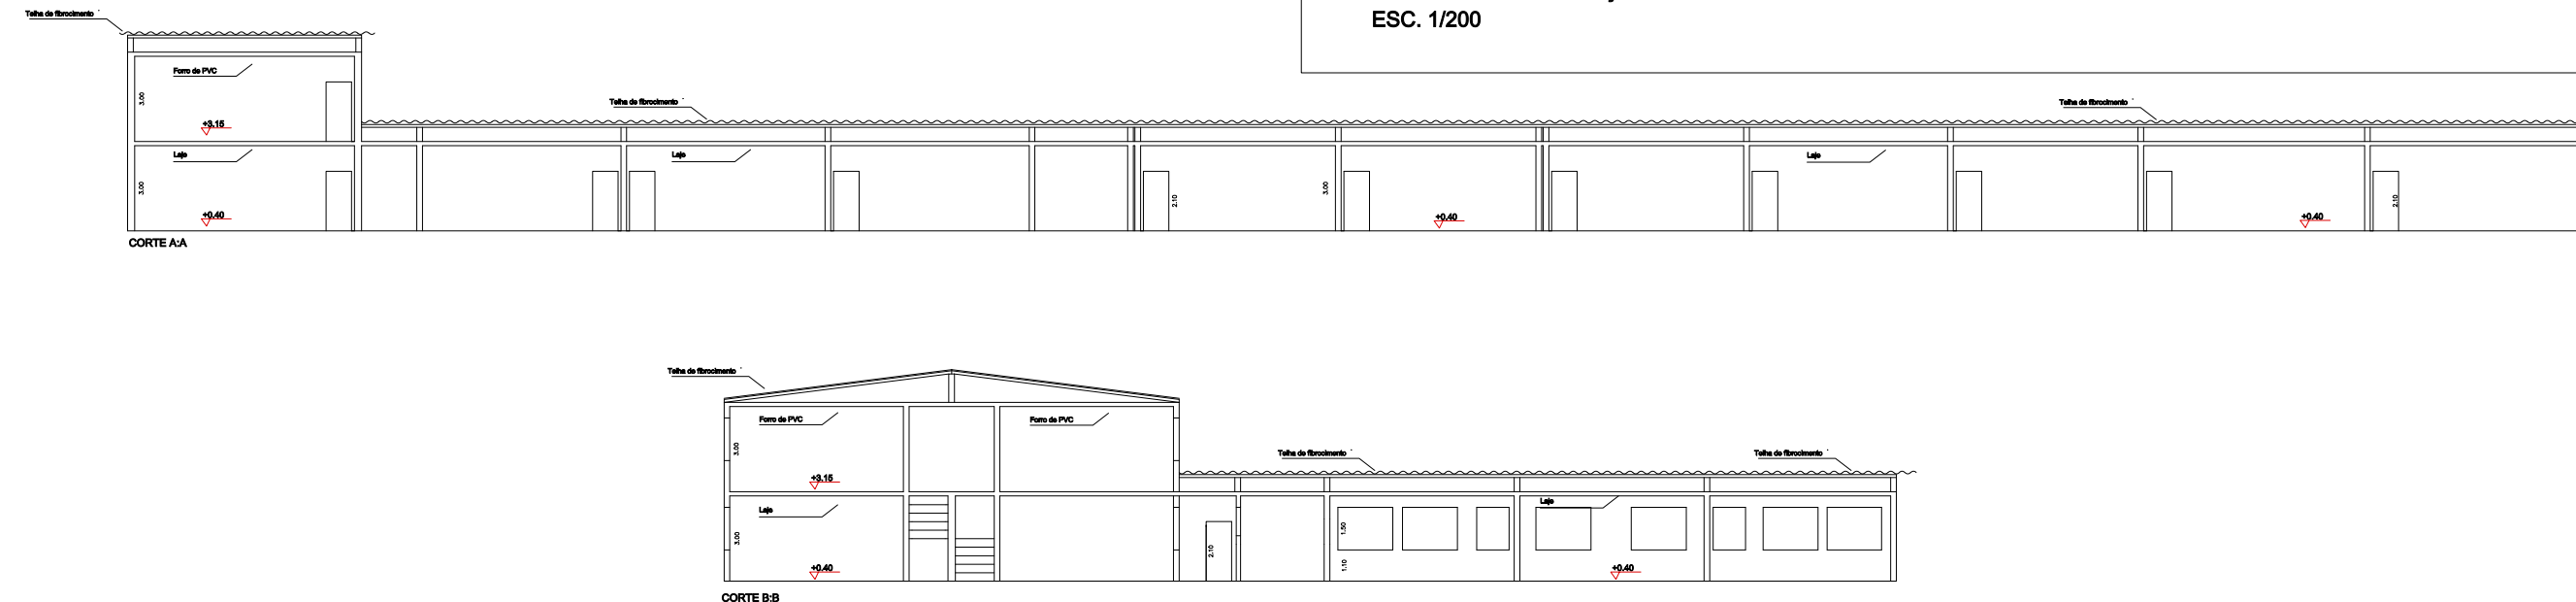 ESC. 1/200
Telha de fibrocimento
Forro de PVC
3.00
+3.15
Telha de fibrocimento
Telha de fibrocimento
Laje
Laje
Laje
3.00
3.00
2.10
2.10
+0.40
+0.40
+0.40
CORTE A:A
Telha de fibrocimento
Forro de PVC
Forro de PVC
3.00
Telha de fibrocimento
Telha de fibrocimento
+3.15
Laje
Laje
3.00
2.10
1.50
1.10
+0.40
+0.40
CORTE B:B